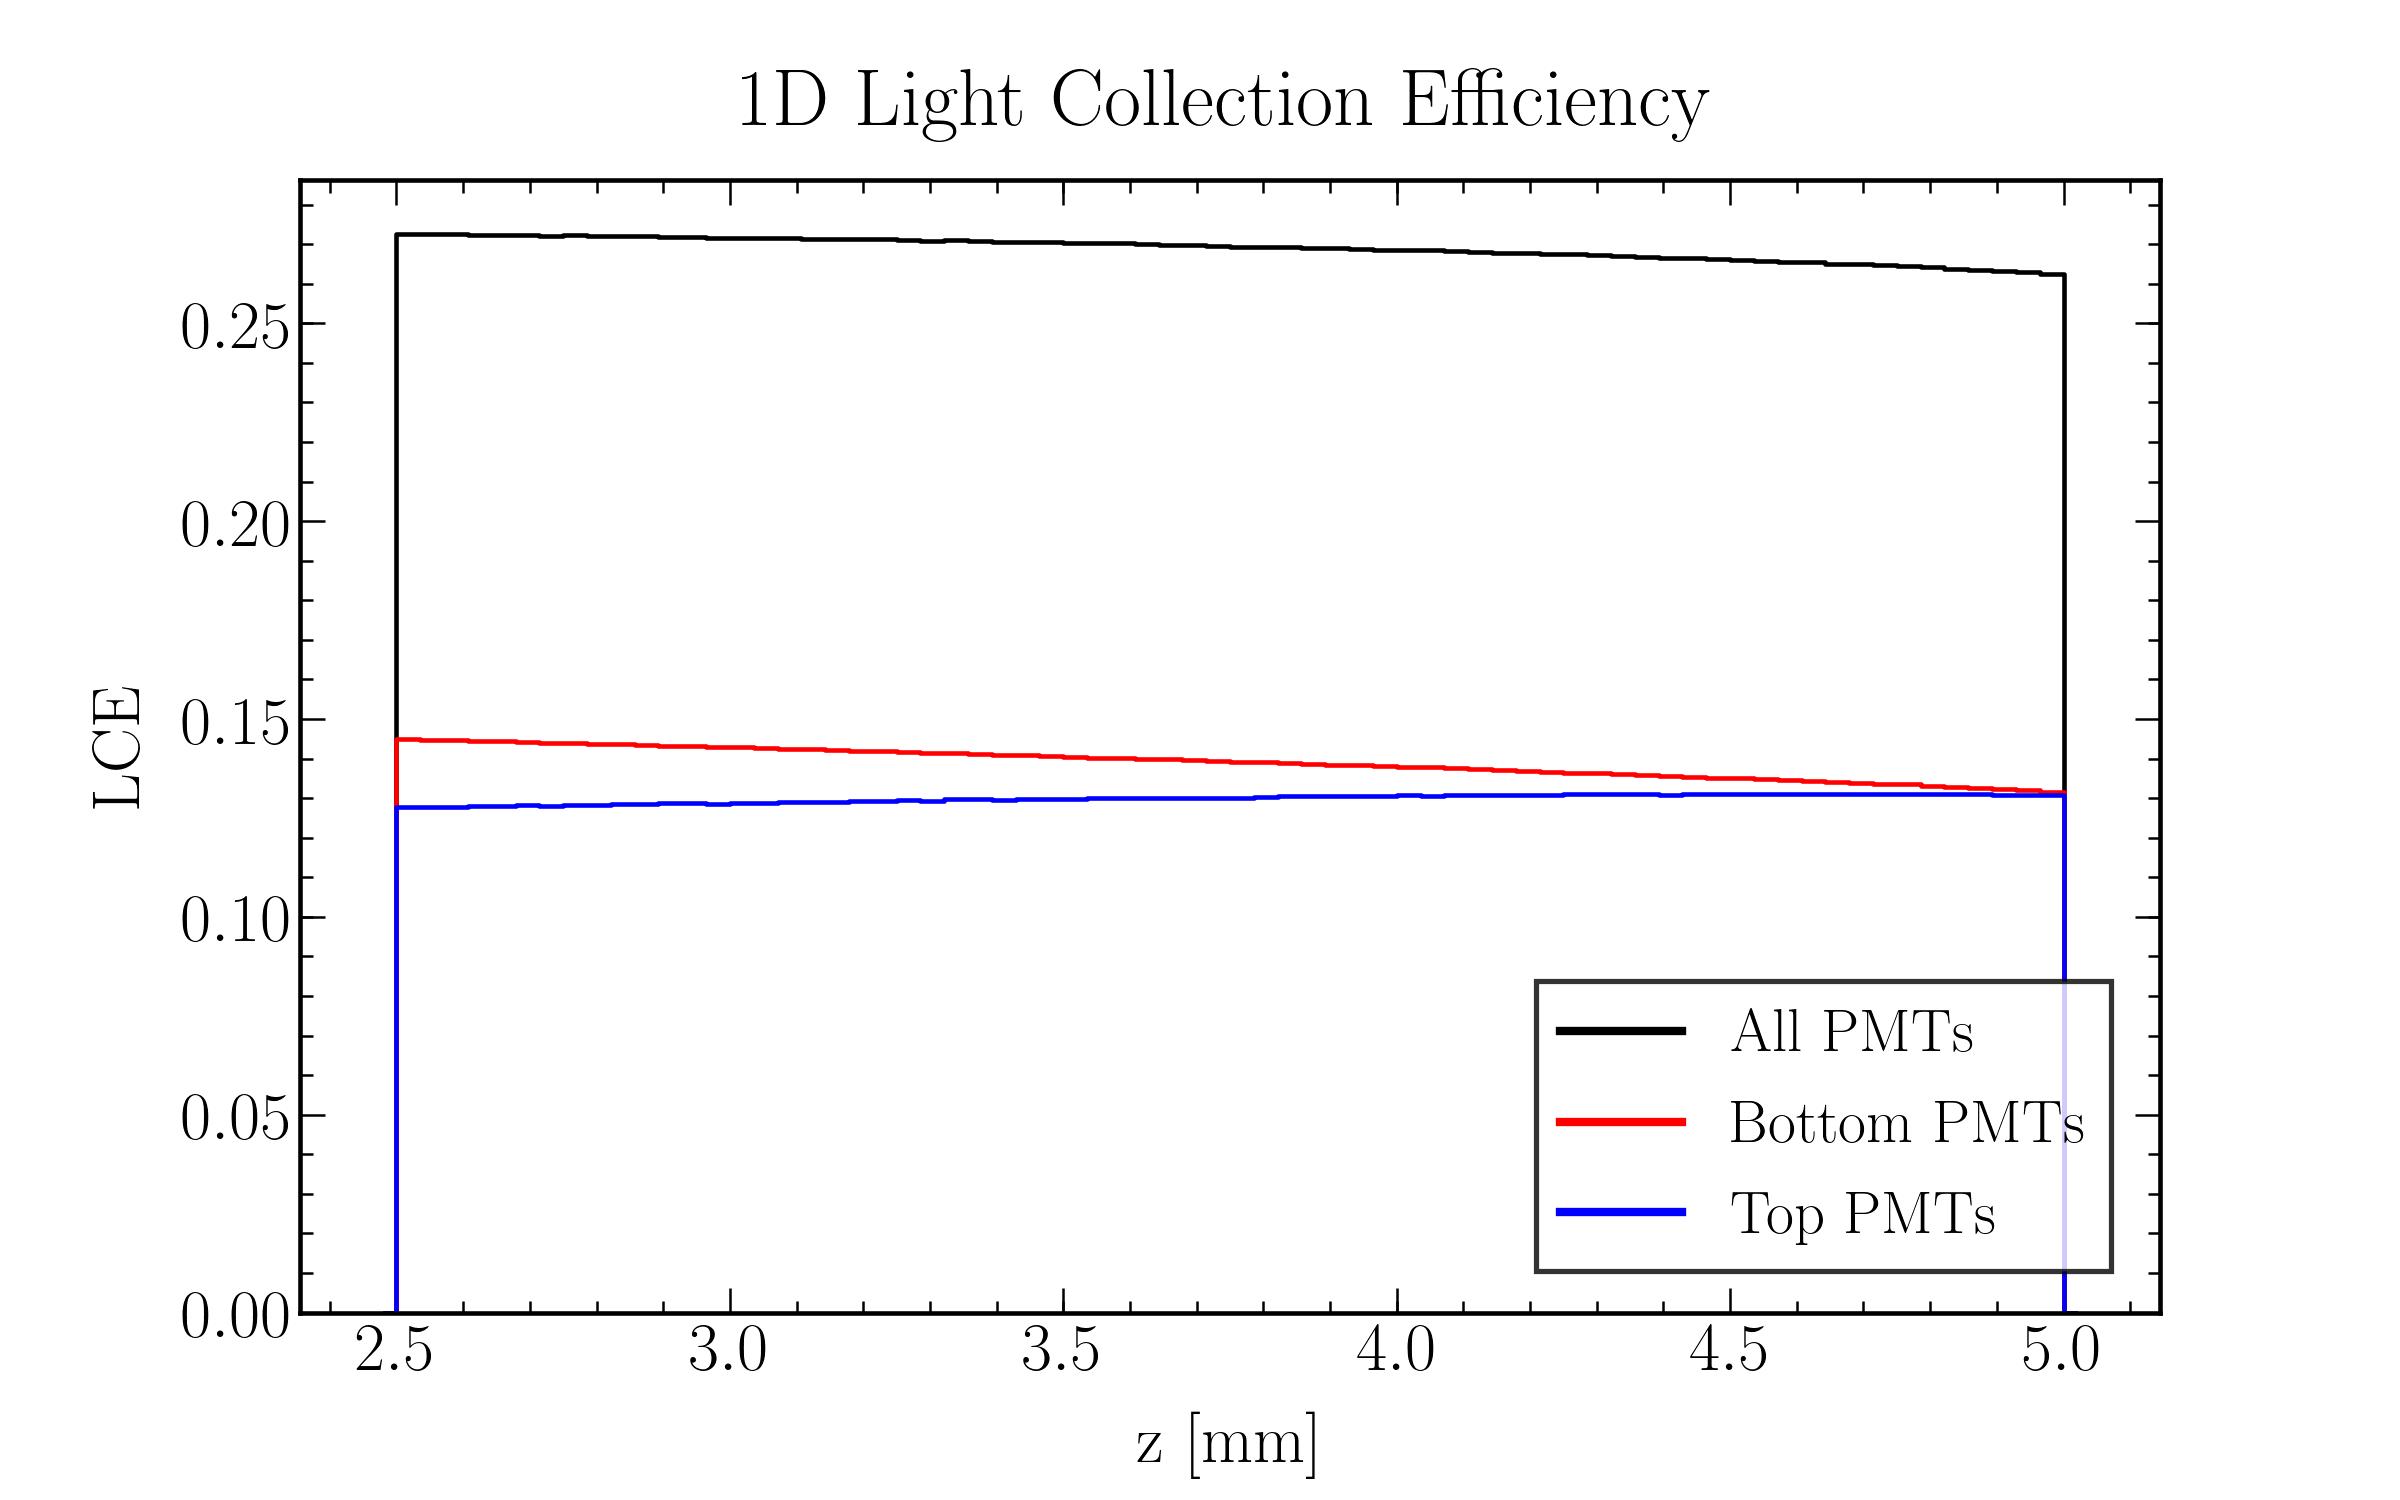 1D Light Collection Efficiency
LCE
0.25
0.20
0.15
0.10
0.05
0.00
All PMTs
Bottom PMTs
Top PMTs
2.5 3.0 3.5 4.0 4.5 5.0
z [mm]